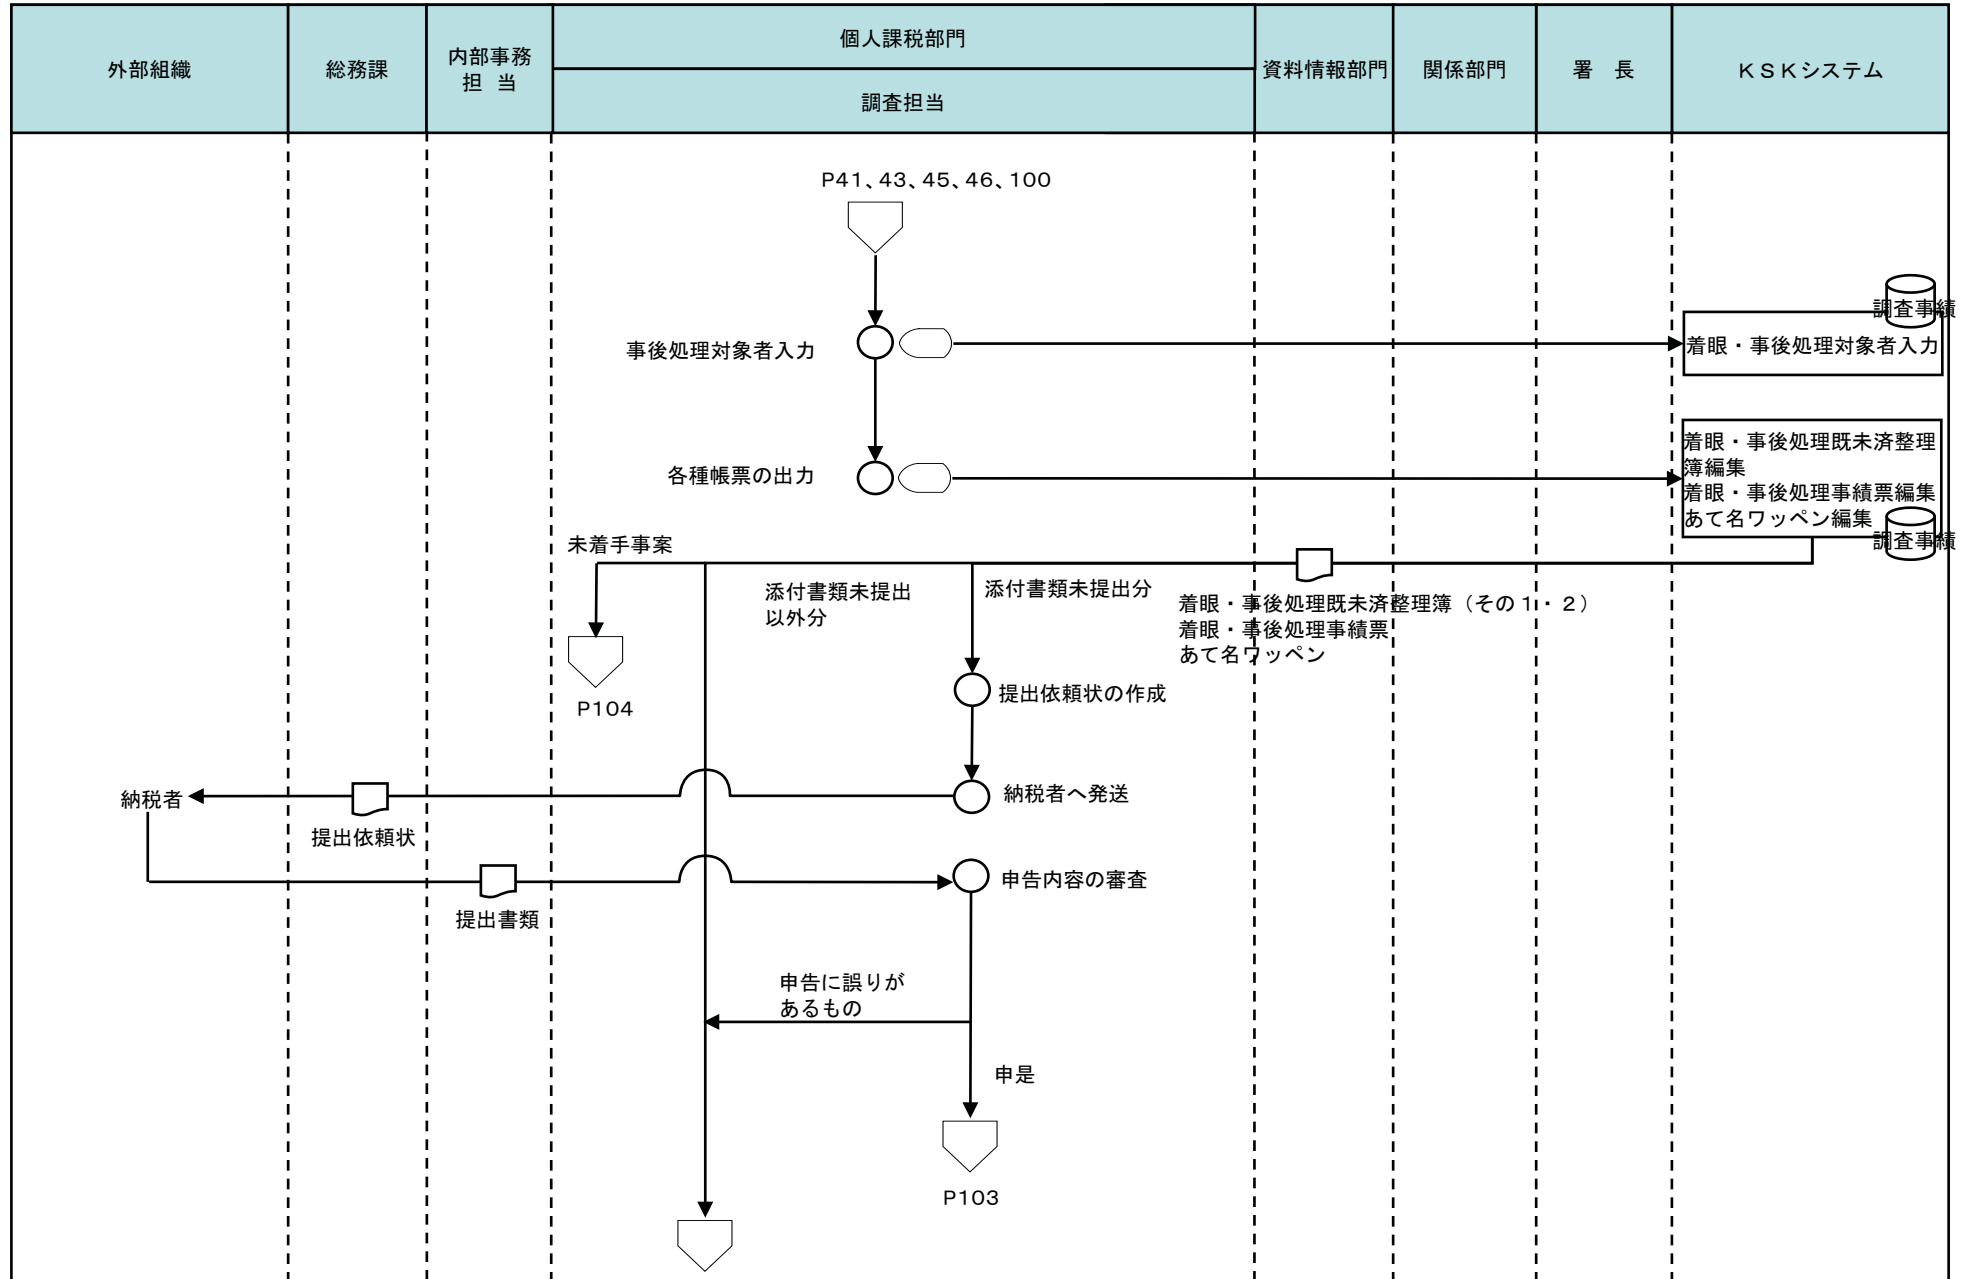 外部組織
総務課
内部事務
担 当
個人課税部門
調査担当
資料情報部門
関係部門
署 長
KSKシステム
P41、43、45、46、100
調査事績
事後処理対象者入力
着眼・事後処理対象者入力
着眼・事後処理既未済整理
簿編集
着眼・事後処理事績票編集
あて名ワッペン編集
調査事績
各種帳票の出力
未着手事案
添付書類未提出
以外分
添付書類未提出分
着眼・事後処理既未済整理簿（その１・２）
着眼・事後処理事績票
あて名ワッペン
P104
提出依頼状の作成
納税者
納税者へ発送
提出依頼状
申告内容の審査
提出書類
申告に誤りが
あるもの
申是
P103